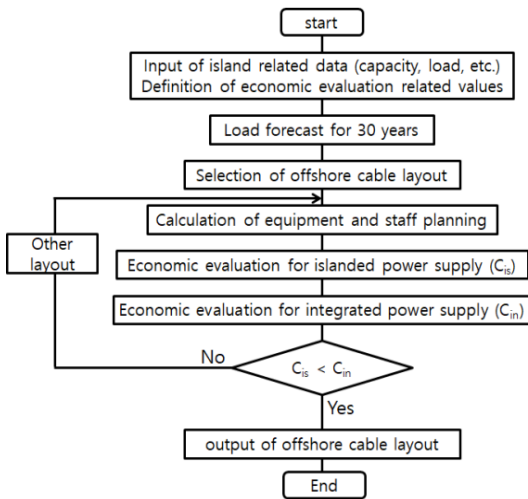 start
Input of island related data (capacity, load, etc.)
Definition of economic evaluation related values
Load forecast for 30 years
Selection of offshore cable layout
Calculation of equipment and staff planning
Other
layout
Economic evaluation for islanded power supply (Cis)
Economic evaluation for integrated power supply (Cin)
No
Cis < Cin
Yes
output of offshore cable layout
End